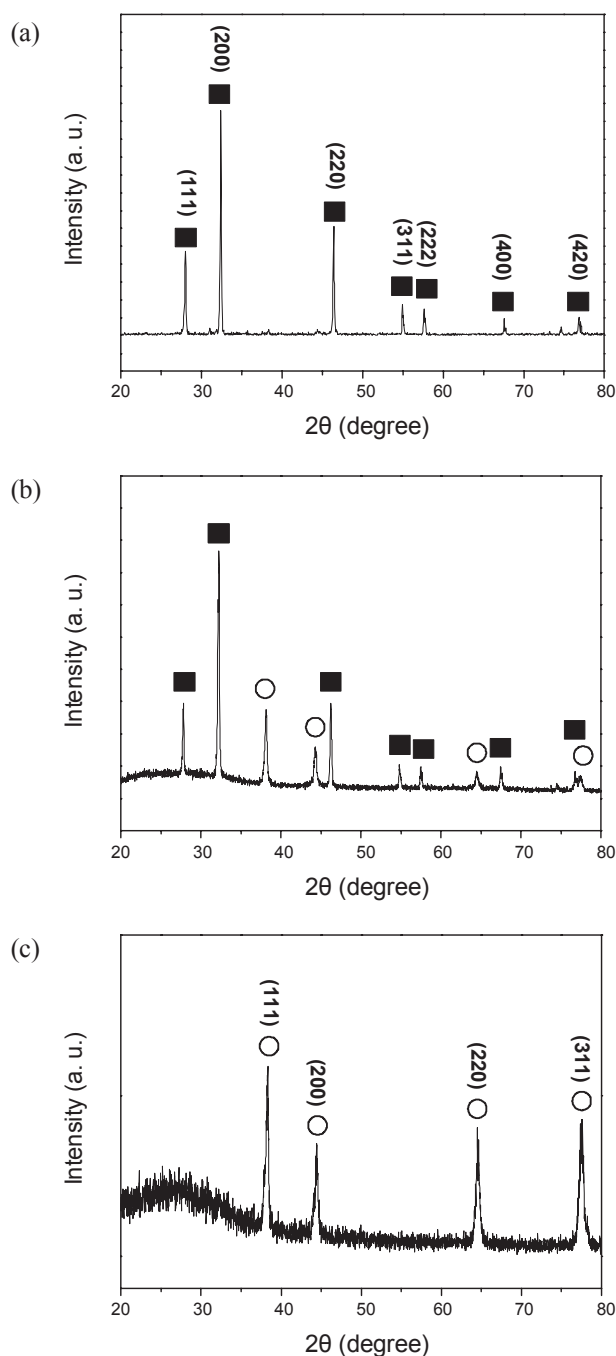 (a)
Intensity (a. u.)
(111)
(200)
(220)
(311)
(222)
(400)
(420)
20 30 40 50 60 70 80
2θ (degree)
(b)
Intensity (a. u.)
20 30 40 50 60 70 80
2θ (degree)
(c)
Intensity (a. u.)
(111)
(200)
(220)
(311)
20 30 40 50 60 70 80
2θ (degree)